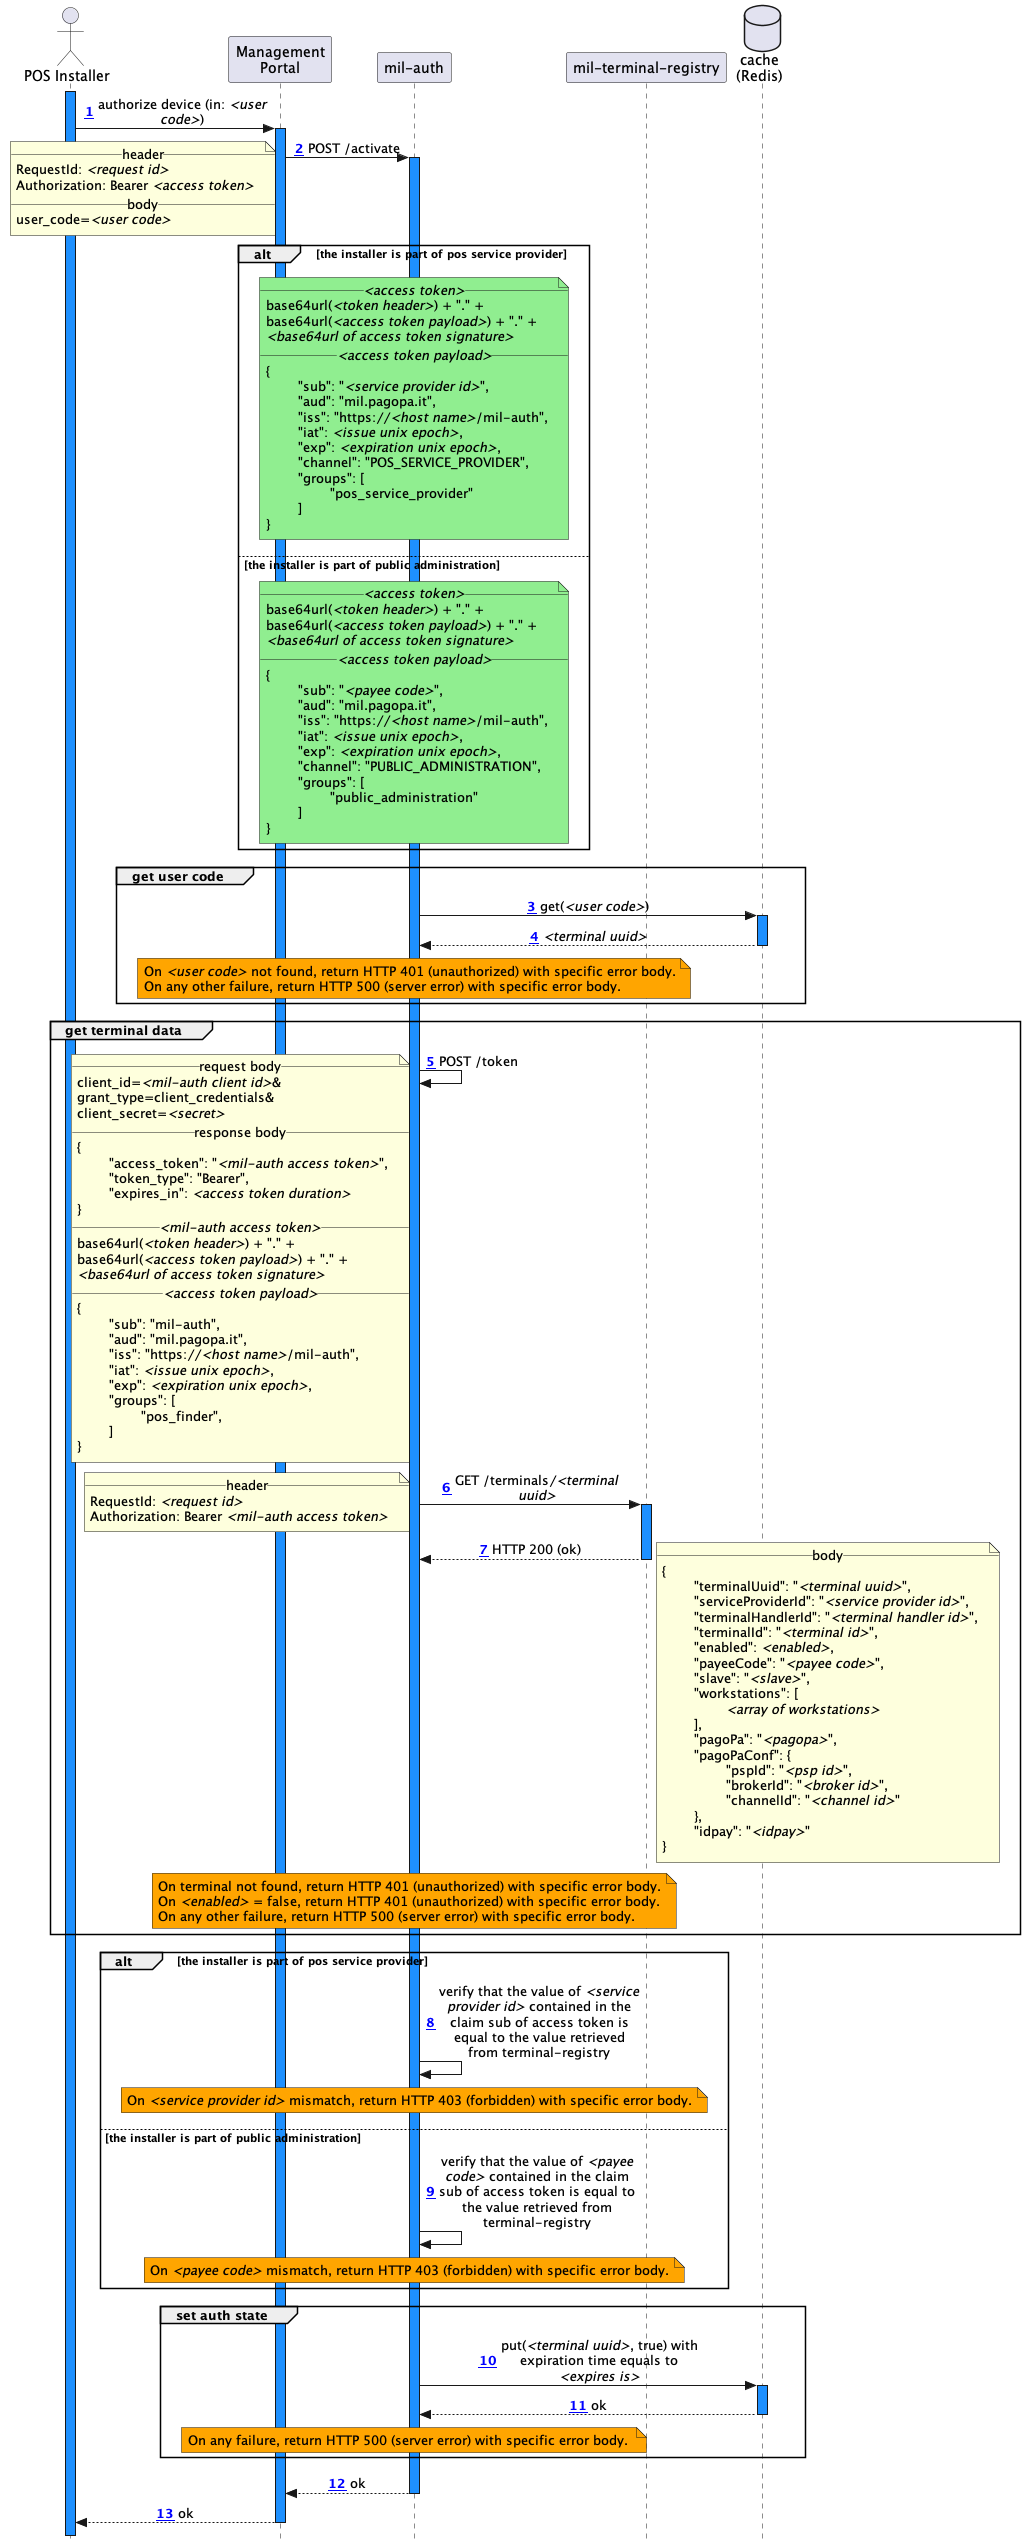 POS Installer
Management
Portal
mil-auth
mil-terminal-registry
cache
(Redis)
1 authorize device (in: <user
code>)
header
RequestId: <request id>
Authorization: Bearer <access token>
body
user_code=<user code>
2 POST /activate
alt [the installer is part of pos service provider]
<access token>
base64url(<token header>) + "." +
base64url(<access token payload>) + "." +
<base64url of access token signature>
<access token payload>
{
"sub": "<service provider id>",
"aud": "mil.pagopa.it",
"iss": "https://<host name>/mil-auth",
"iat": <issue unix epoch>,
"exp": <expiration unix epoch>,
"channel": "POS_SERVICE_PROVIDER",
"groups": [
"pos_service_provider"
]
}
[the installer is part of public administration]
<access token>
base64url(<token header>) + "." +
base64url(<access token payload>) + "." +
<base64url of access token signature>
<access token payload>
{
"sub": "<payee code>",
"aud": "mil.pagopa.it",
"iss": "https://<host name>/mil-auth",
"iat": <issue unix epoch>,
"exp": <expiration unix epoch>,
"channel": "PUBLIC_ADMINISTRATION",
"groups": [
"public_administration"
]
}
get user code
3 get(<user code>)
4 <terminal uuid>
On <user code> not found, return HTTP 401 (unauthorized) with specific error body.
On any other failure, return HTTP 500 (server error) with specific error body.
get terminal data
5 POST /token
request body
client_id=<mil-auth client id>&
grant_type=client_credentials&
client_secret=<secret>
response body
{
"access_token": "<mil-auth access token>",
"token_type": "Bearer",
"expires_in": <access token duration>
}
<mil-auth access token>
base64url(<token header>) + "." +
base64url(<access token payload>) + "." +
<base64url of access token signature>
<access token payload>
{
"sub": "mil-auth",
"aud": "mil.pagopa.it",
"iss": "https://<host name>/mil-auth",
"iat": <issue unix epoch>,
"exp": <expiration unix epoch>,
"groups": [
"pos_finder",
]
}
6 GET /terminals/<terminal
uuid>
header
RequestId: <request id>
Authorization: Bearer <mil-auth access token>
7 HTTP 200 (ok)
body
{
"terminalUuid": "<terminal uuid>",
"serviceProviderId": "<service provider id>",
"terminalHandlerId": "<terminal handler id>",
"terminalId": "<terminal id>",
"enabled": <enabled>,
"payeeCode": "<payee code>",
"slave": "<slave>",
"workstations": [
<array of workstations>
],
"pagoPa": "<pagopa>",
"pagoPaConf": {
"pspId": "<psp id>",
"brokerId": "<broker id>",
"channelId": "<channel id>"
},
"idpay": "<idpay>"
}
On terminal not found, return HTTP 401 (unauthorized) with specific error body.
On <enabled> = false, return HTTP 401 (unauthorized) with specific error body.
On any other failure, return HTTP 500 (server error) with specific error body.
alt [the installer is part of pos service provider]
verify that the value of <service
provider id> contained in the
8 claim sub of access token is
equal to the value retrieved
from terminal-registry
On <service provider id> mismatch, return HTTP 403 (forbidden) with specific error body.
[the installer is part of public administration]
verify that the value of <payee
code> contained in the claim
9 sub of access token is equal to
the value retrieved from
terminal-registry
On <payee code> mismatch, return HTTP 403 (forbidden) with specific error body.
set auth state
put(<terminal uuid>, true) with
10 expiration time equals to
<expires is>
11 ok
On any failure, return HTTP 500 (server error) with specific error body.
12 ok
13 ok